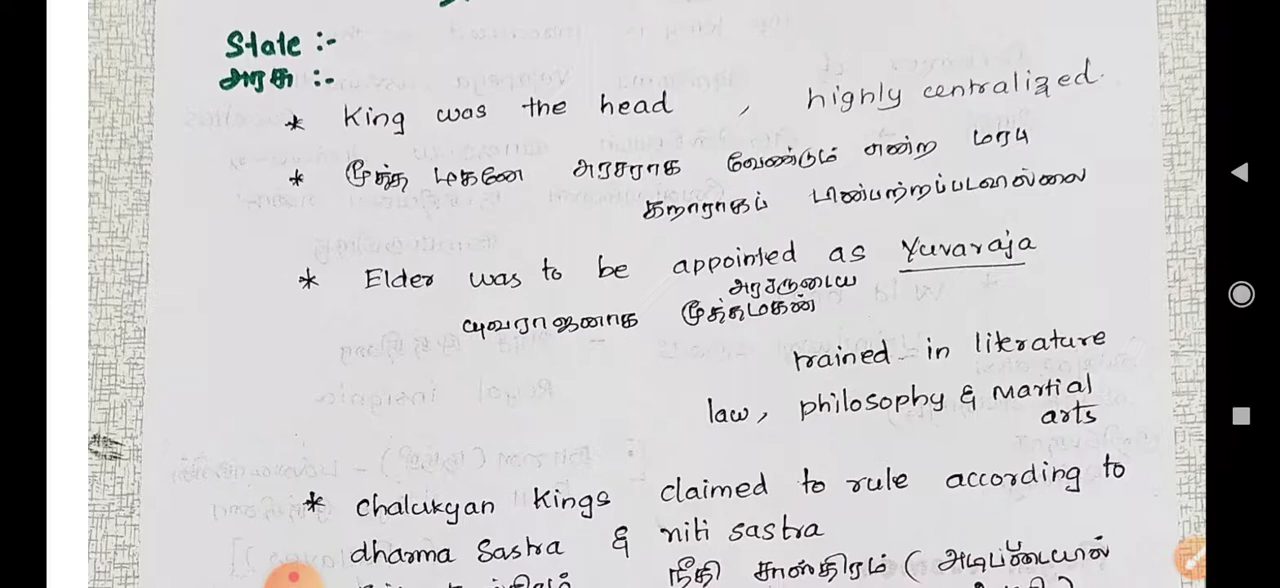 State :-
அரசு :-
* King was the head , highly centralized.
* மூத்த மகனே அரசராக வேண்டும் என்ற மரபு
கறாராகப் பின்பற்றப்படவில்லை
* Elder was to be appointed as Yuvaraja
அரசருடைய
யுவராஜனாக மூத்தமகன்
trained in literature
law, philosophy & Martial
arts
* Chalukyan Kings claimed to rule according to
dharma Sastra & niti sastra
நீதி சாஸ்திரம் ( அடிப்படையில்